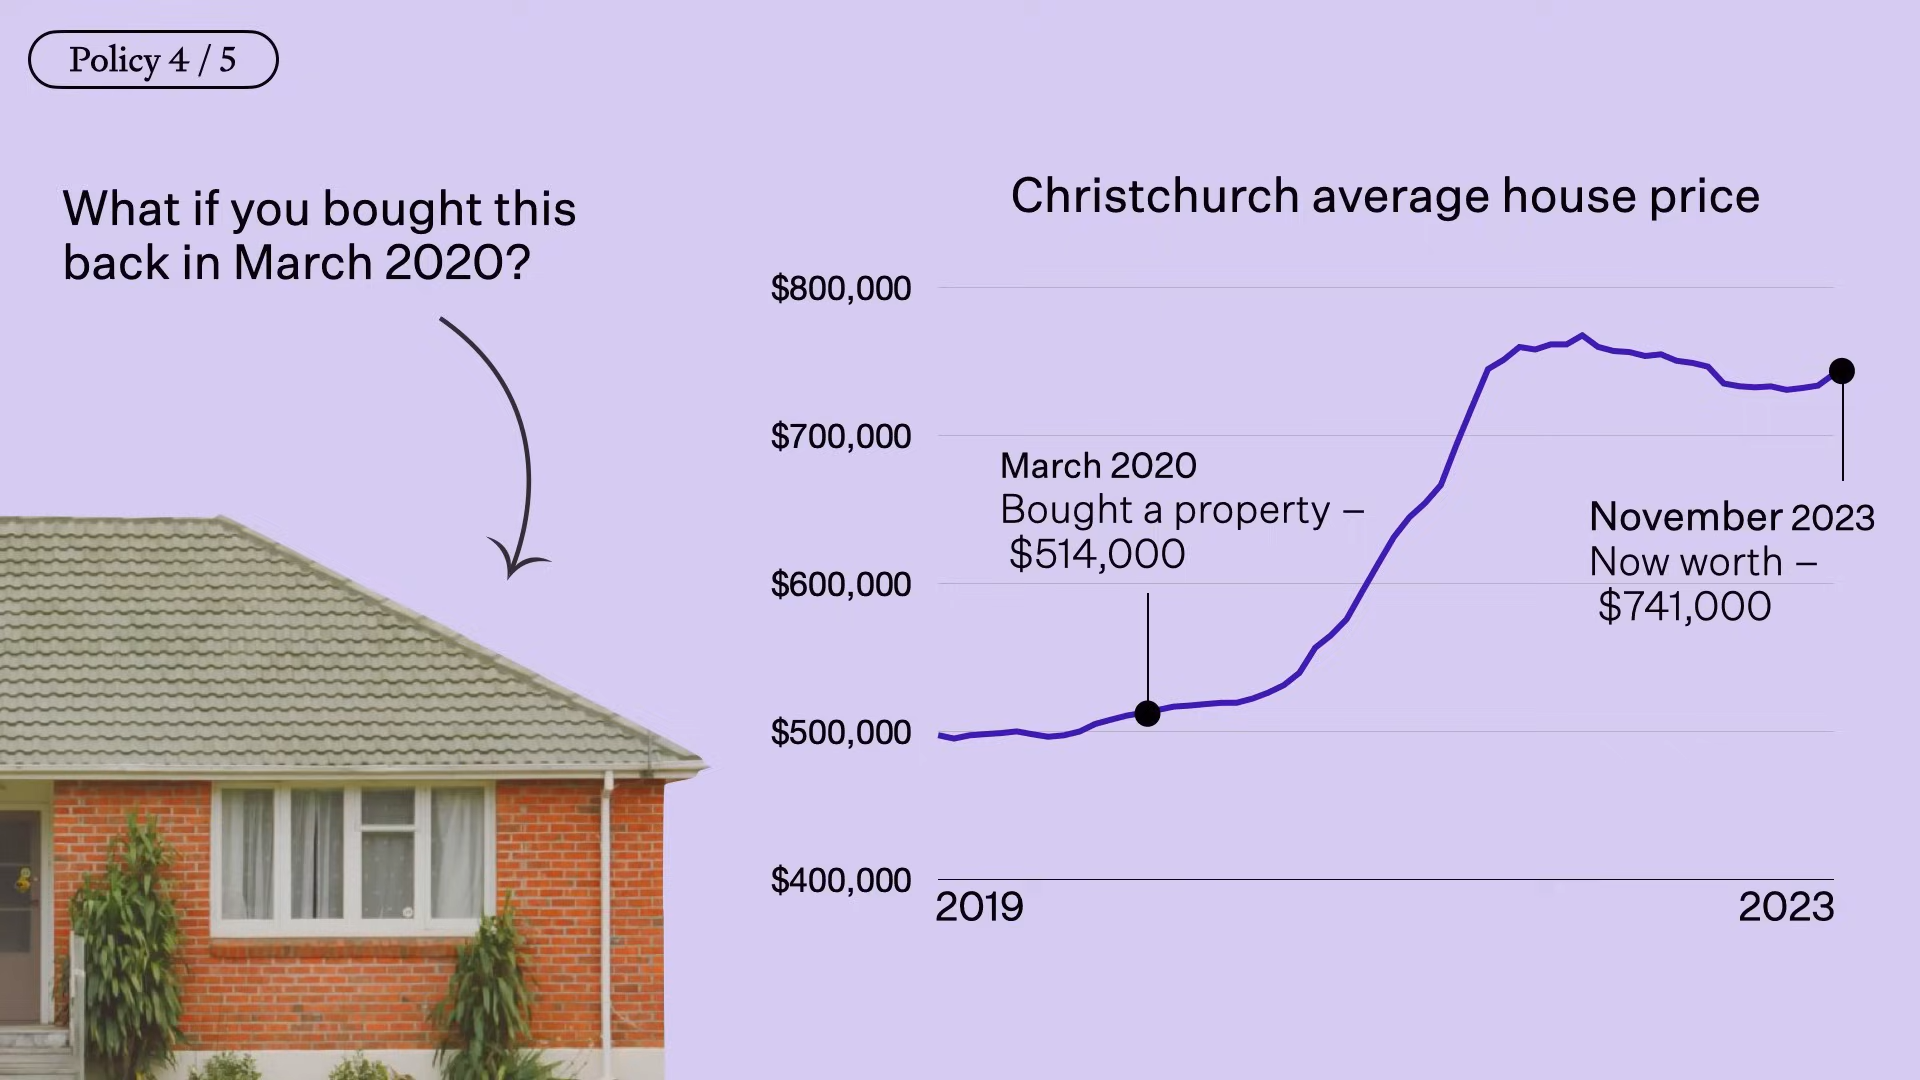 Policy 4 / 5
What if you bought this
back in March 2020?
Christchurch average house price
$800,000
$700,000
$600,000
$500,000
$400,000
March 2020
Bought a property –
$514,000
November 2023
Now worth –
$741,000
2019
2023